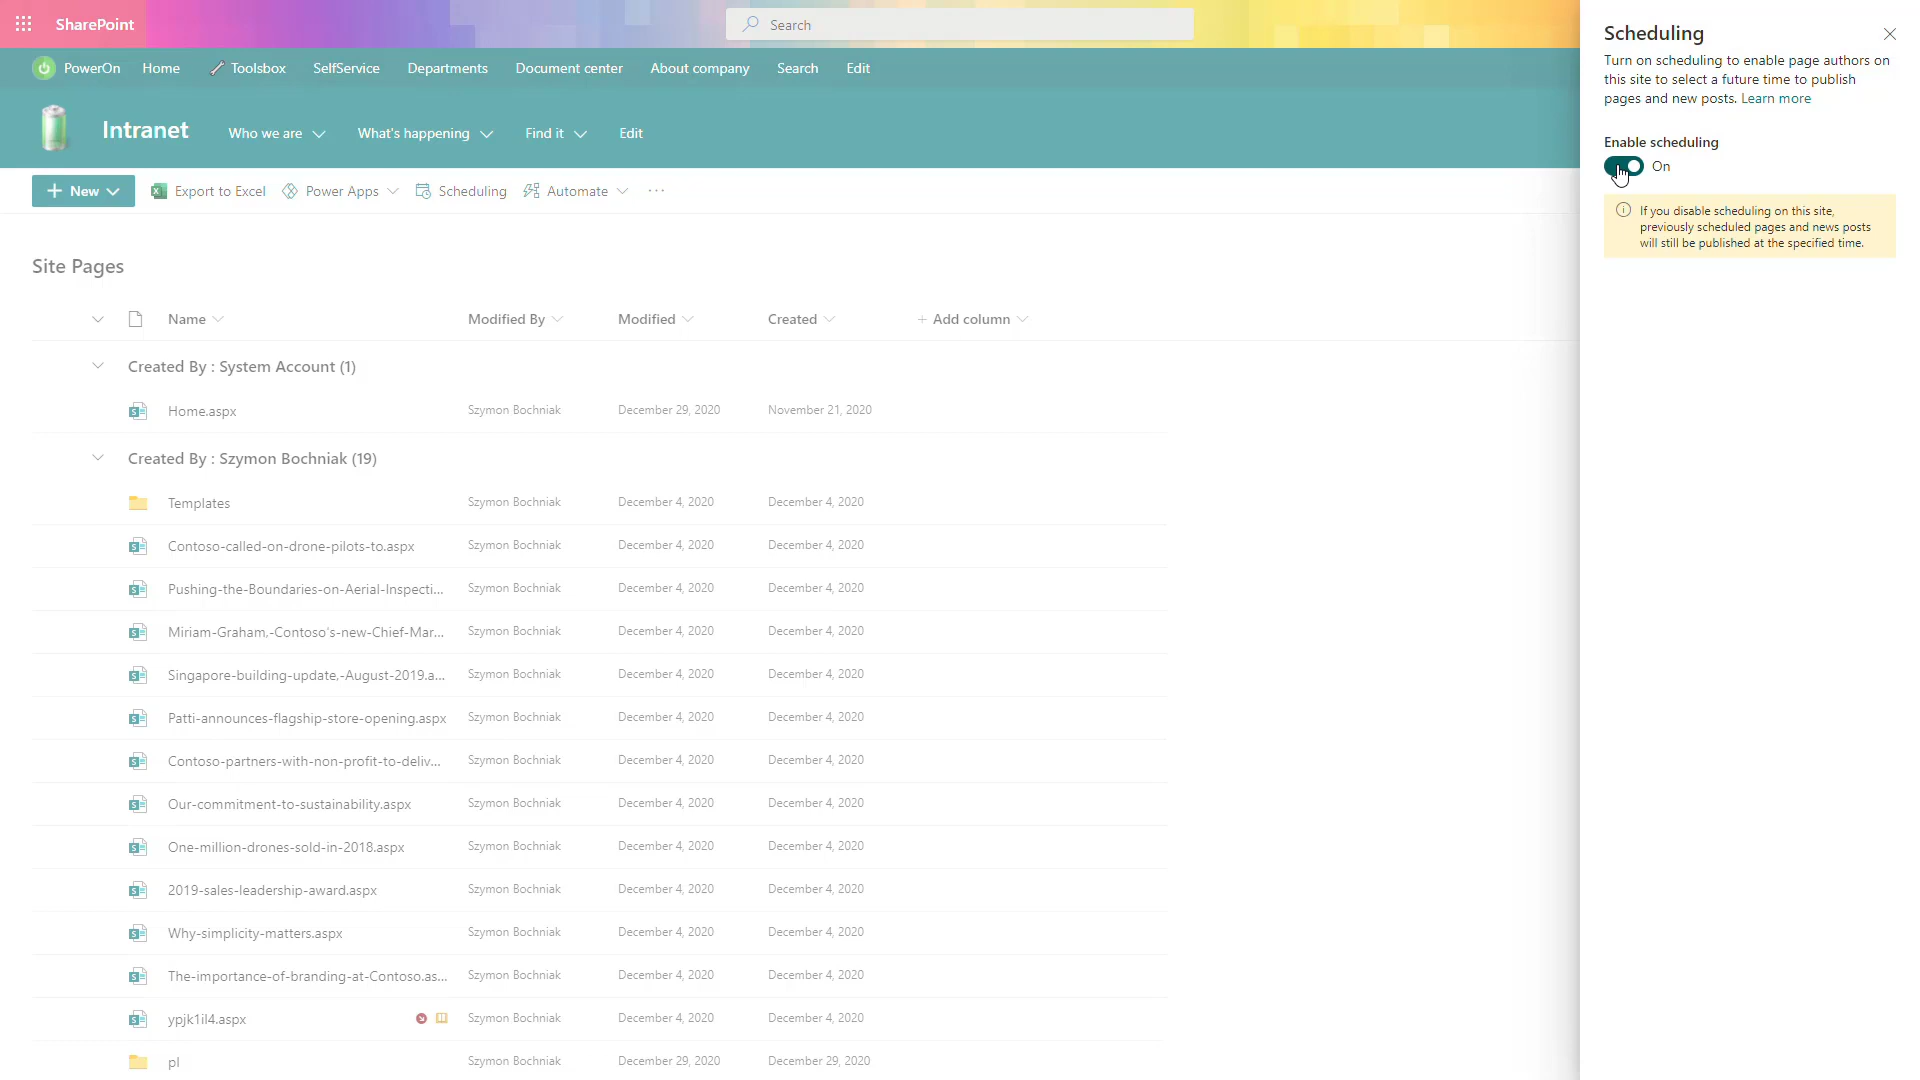 SharePoint
Search
PowerOn Home Toolsbox SelfService Departments Document center About company Search Edit
Intranet Who we are What's happening Find it Edit
New Export to Excel Power Apps Scheduling Automate ...
Site Pages
Name Modified By Modified Created + Add column
Created By : System Account (1)
Home.aspx Szymon Bochniak December 29, 2020 November 21, 2020
Created By : Szymon Bochniak (19)
Templates Szymon Bochniak December 4, 2020 December 4, 2020
Contoso-called-on-drone-pilots-to.aspx Szymon Bochniak December 4, 2020 December 4, 2020
Pushing-the-Boundaries-on-Aerial-Inspecti... Szymon Bochniak December 4, 2020 December 4, 2020
Miriam-Graham,-Contoso's-new-Chief-Mar... Szymon Bochniak December 4, 2020 December 4, 2020
Singapore-building-update,-August-2019.a... Szymon Bochniak December 4, 2020 December 4, 2020
Patti-announces-flagship-store-opening.aspx Szymon Bochniak December 4, 2020 December 4, 2020
Contoso-partners-with-non-profit-to-deliv... Szymon Bochniak December 4, 2020 December 4, 2020
Our-commitment-to-sustainability.aspx Szymon Bochniak December 4, 2020 December 4, 2020
One-million-drones-sold-in-2018.aspx Szymon Bochniak December 4, 2020 December 4, 2020
2019-sales-leadership-award.aspx Szymon Bochniak December 4, 2020 December 4, 2020
Why-simplicity-matters.aspx Szymon Bochniak December 4, 2020 December 4, 2020
The-importance-of-branding-at-Contoso.as... Szymon Bochniak December 4, 2020 December 4, 2020
ypjk1il4.aspx Szymon Bochniak December 4, 2020 December 4, 2020
pl Szymon Bochniak December 29, 2020 December 29, 2020
Scheduling
Turn on scheduling to enable page authors on
this site to select a future time to publish
pages and new posts. Learn more
Enable scheduling
On
If you disable scheduling on this site,
previously scheduled pages and news posts
will still be published at the specified time.